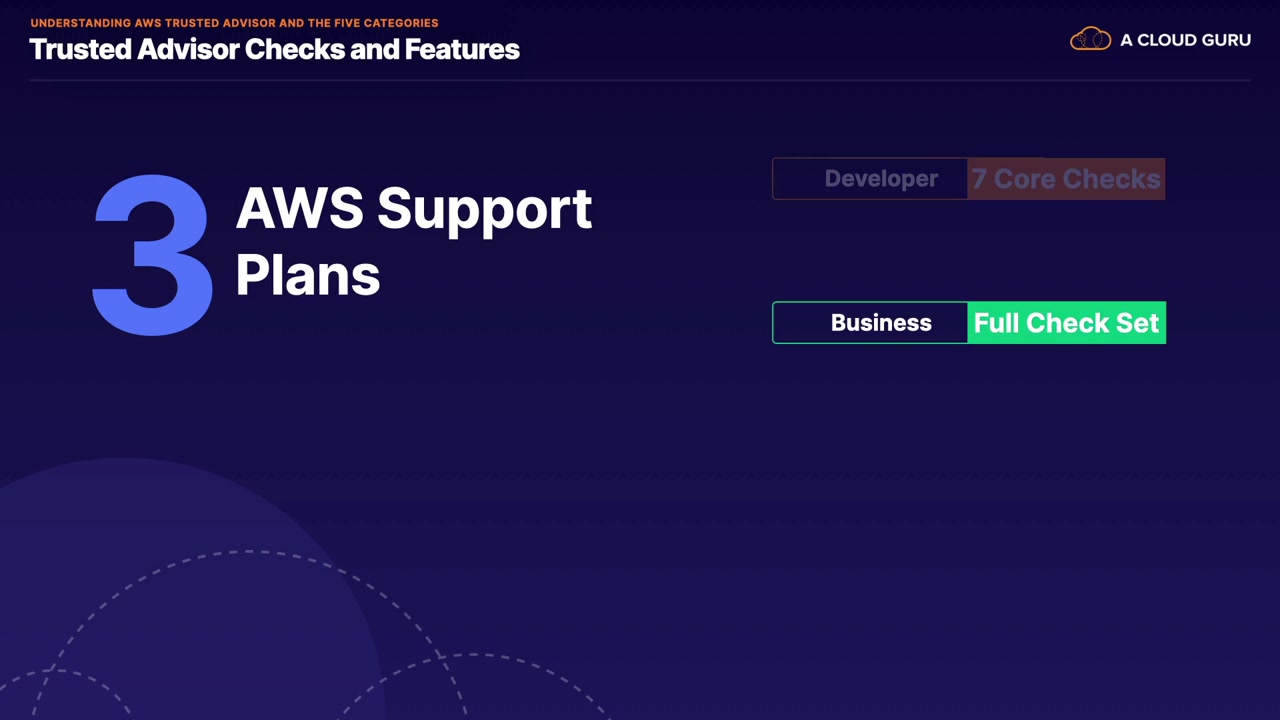 UNDERSTANDING AWS TRUSTED ADVISOR AND THE FIVE CATEGORIES
Trusted Advisor Checks and Features
A CLOUD GURU
3
AWS Support
Plans
Developer 7 Core Checks
Business Full Check Set